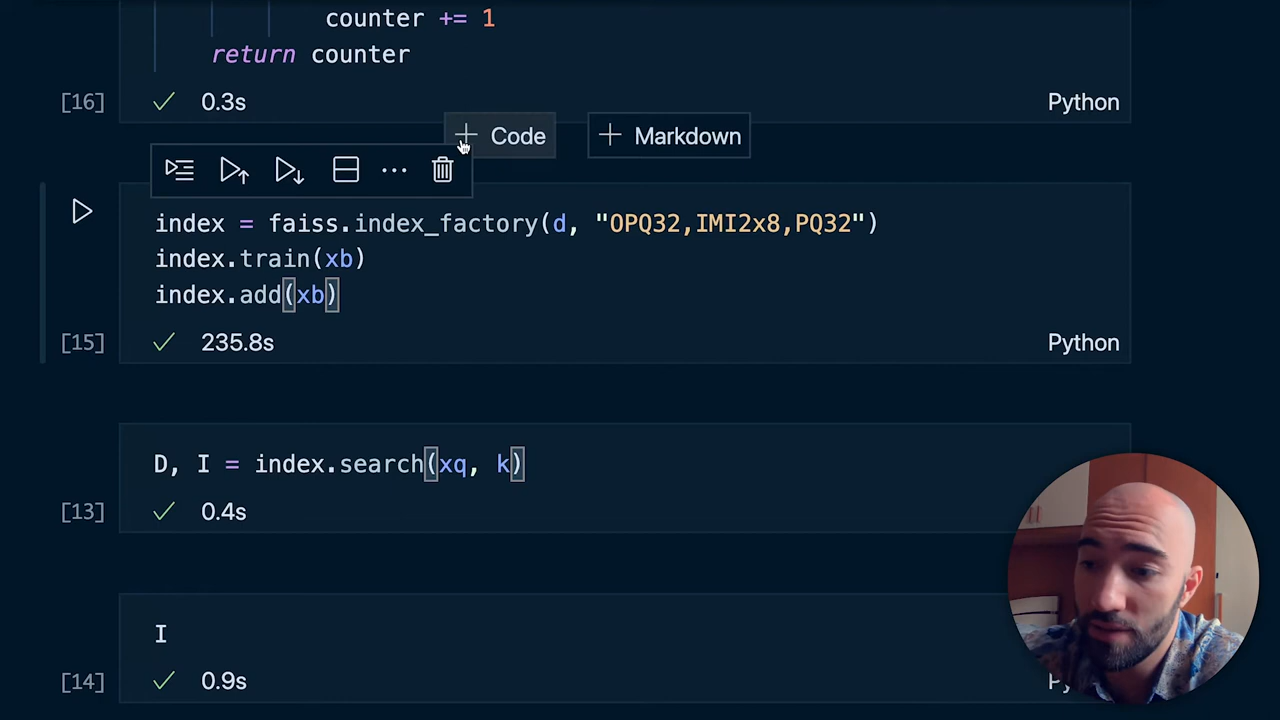 counter += 1
return counter
[16] 0.3s Python
+ Code + Markdown
index = faiss.index_factory(d, "OPQ32,IMI2x8,PQ32")
index.train(xb)
index.add(xb)
[15] 235.8s Python
D, I = index.search(xq, k)
[13] 0.4s
I
[14] 0.9s